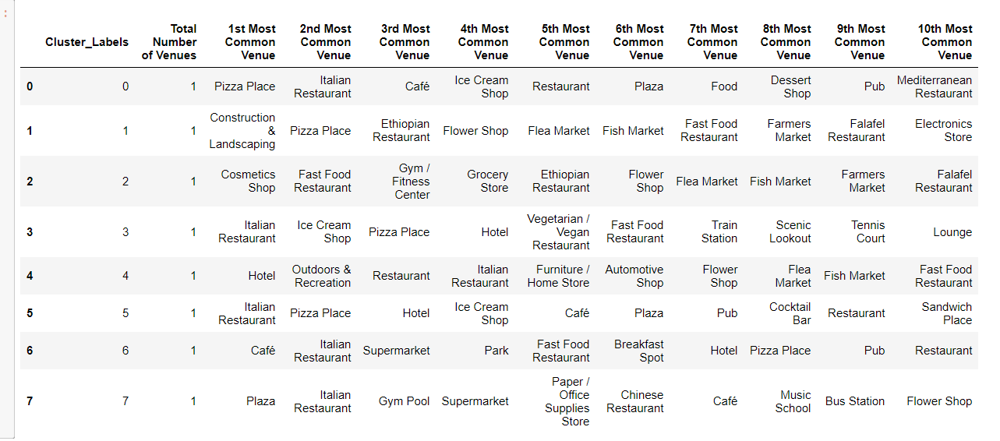 :
Cluster_Labels Total Number of Venues 1st Most Common Venue 2nd Most Common Venue 3rd Most Common Venue 4th Most Common Venue 5th Most Common Venue 6th Most Common Venue 7th Most Common Venue 8th Most Common Venue 9th Most Common Venue 10th Most Common Venue
0 0 1 Pizza Place Italian Restaurant Café Ice Cream Shop Restaurant Plaza Food Dessert Shop Pub Mediterranean Restaurant
1 1 1 Construction & Landscaping Pizza Place Ethiopian Restaurant Flower Shop Flea Market Fish Market Fast Food Restaurant Farmers Market Falafel Restaurant Electronics Store
2 2 1 Cosmetics Shop Fast Food Restaurant Gym / Fitness Center Grocery Store Ethiopian Restaurant Flower Shop Flea Market Fish Market Farmers Market Falafel Restaurant
3 3 1 Italian Restaurant Ice Cream Shop Pizza Place Hotel Vegetarian / Vegan Restaurant Fast Food Restaurant Train Station Scenic Lookout Tennis Court Lounge
4 4 1 Hotel Outdoors & Recreation Restaurant Italian Restaurant Furniture / Home Store Automotive Shop Flower Shop Flea Market Fish Market Fast Food Restaurant
5 5 1 Italian Restaurant Pizza Place Hotel Ice Cream Shop Café Plaza Pub Cocktail Bar Restaurant Sandwich Place
6 6 1 Café Italian Restaurant Supermarket Park Fast Food Restaurant Breakfast Spot Hotel Pizza Place Pub Restaurant
7 7 1 Plaza Italian Restaurant Gym Pool Supermarket Paper / Office Supplies Store Chinese Restaurant Café Music School Bus Station Flower Shop